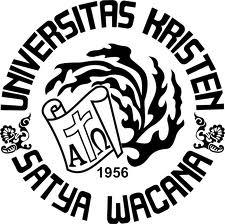 UNIVERSITAS KRISTEN
Α Ω
1956
SATYA WACANA